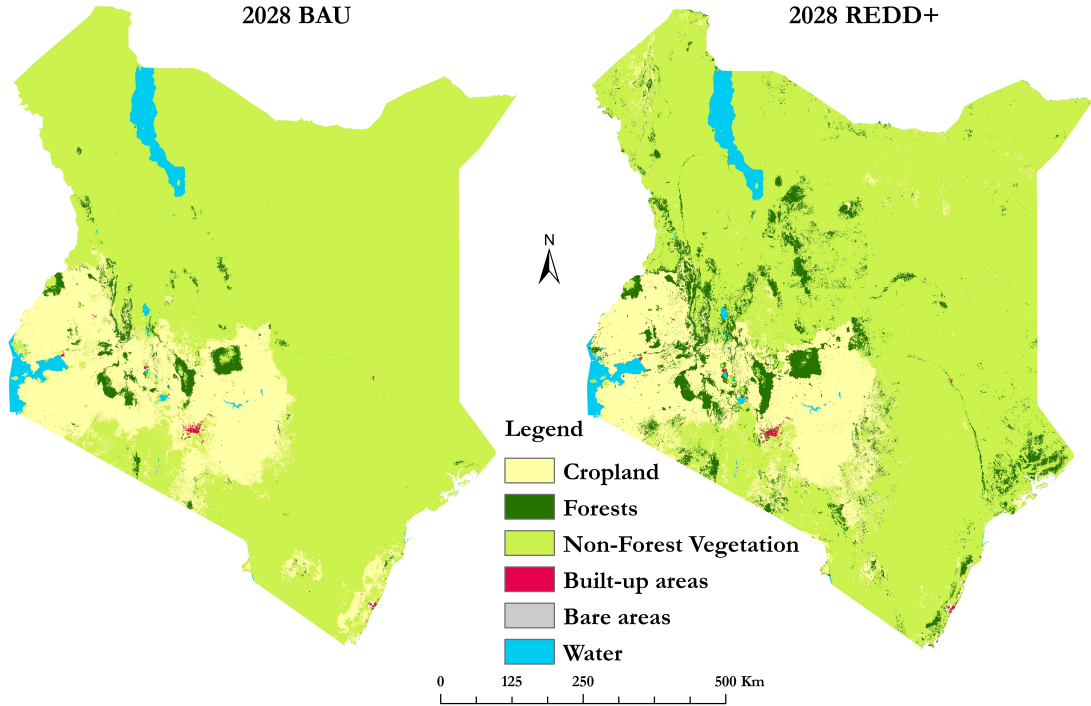 2028 BAU
2028 REDD+
N
Legend
Cropland
Forests
Non-Forest Vegetation
Built-up areas
Bare areas
Water
0 125 250 500 Km